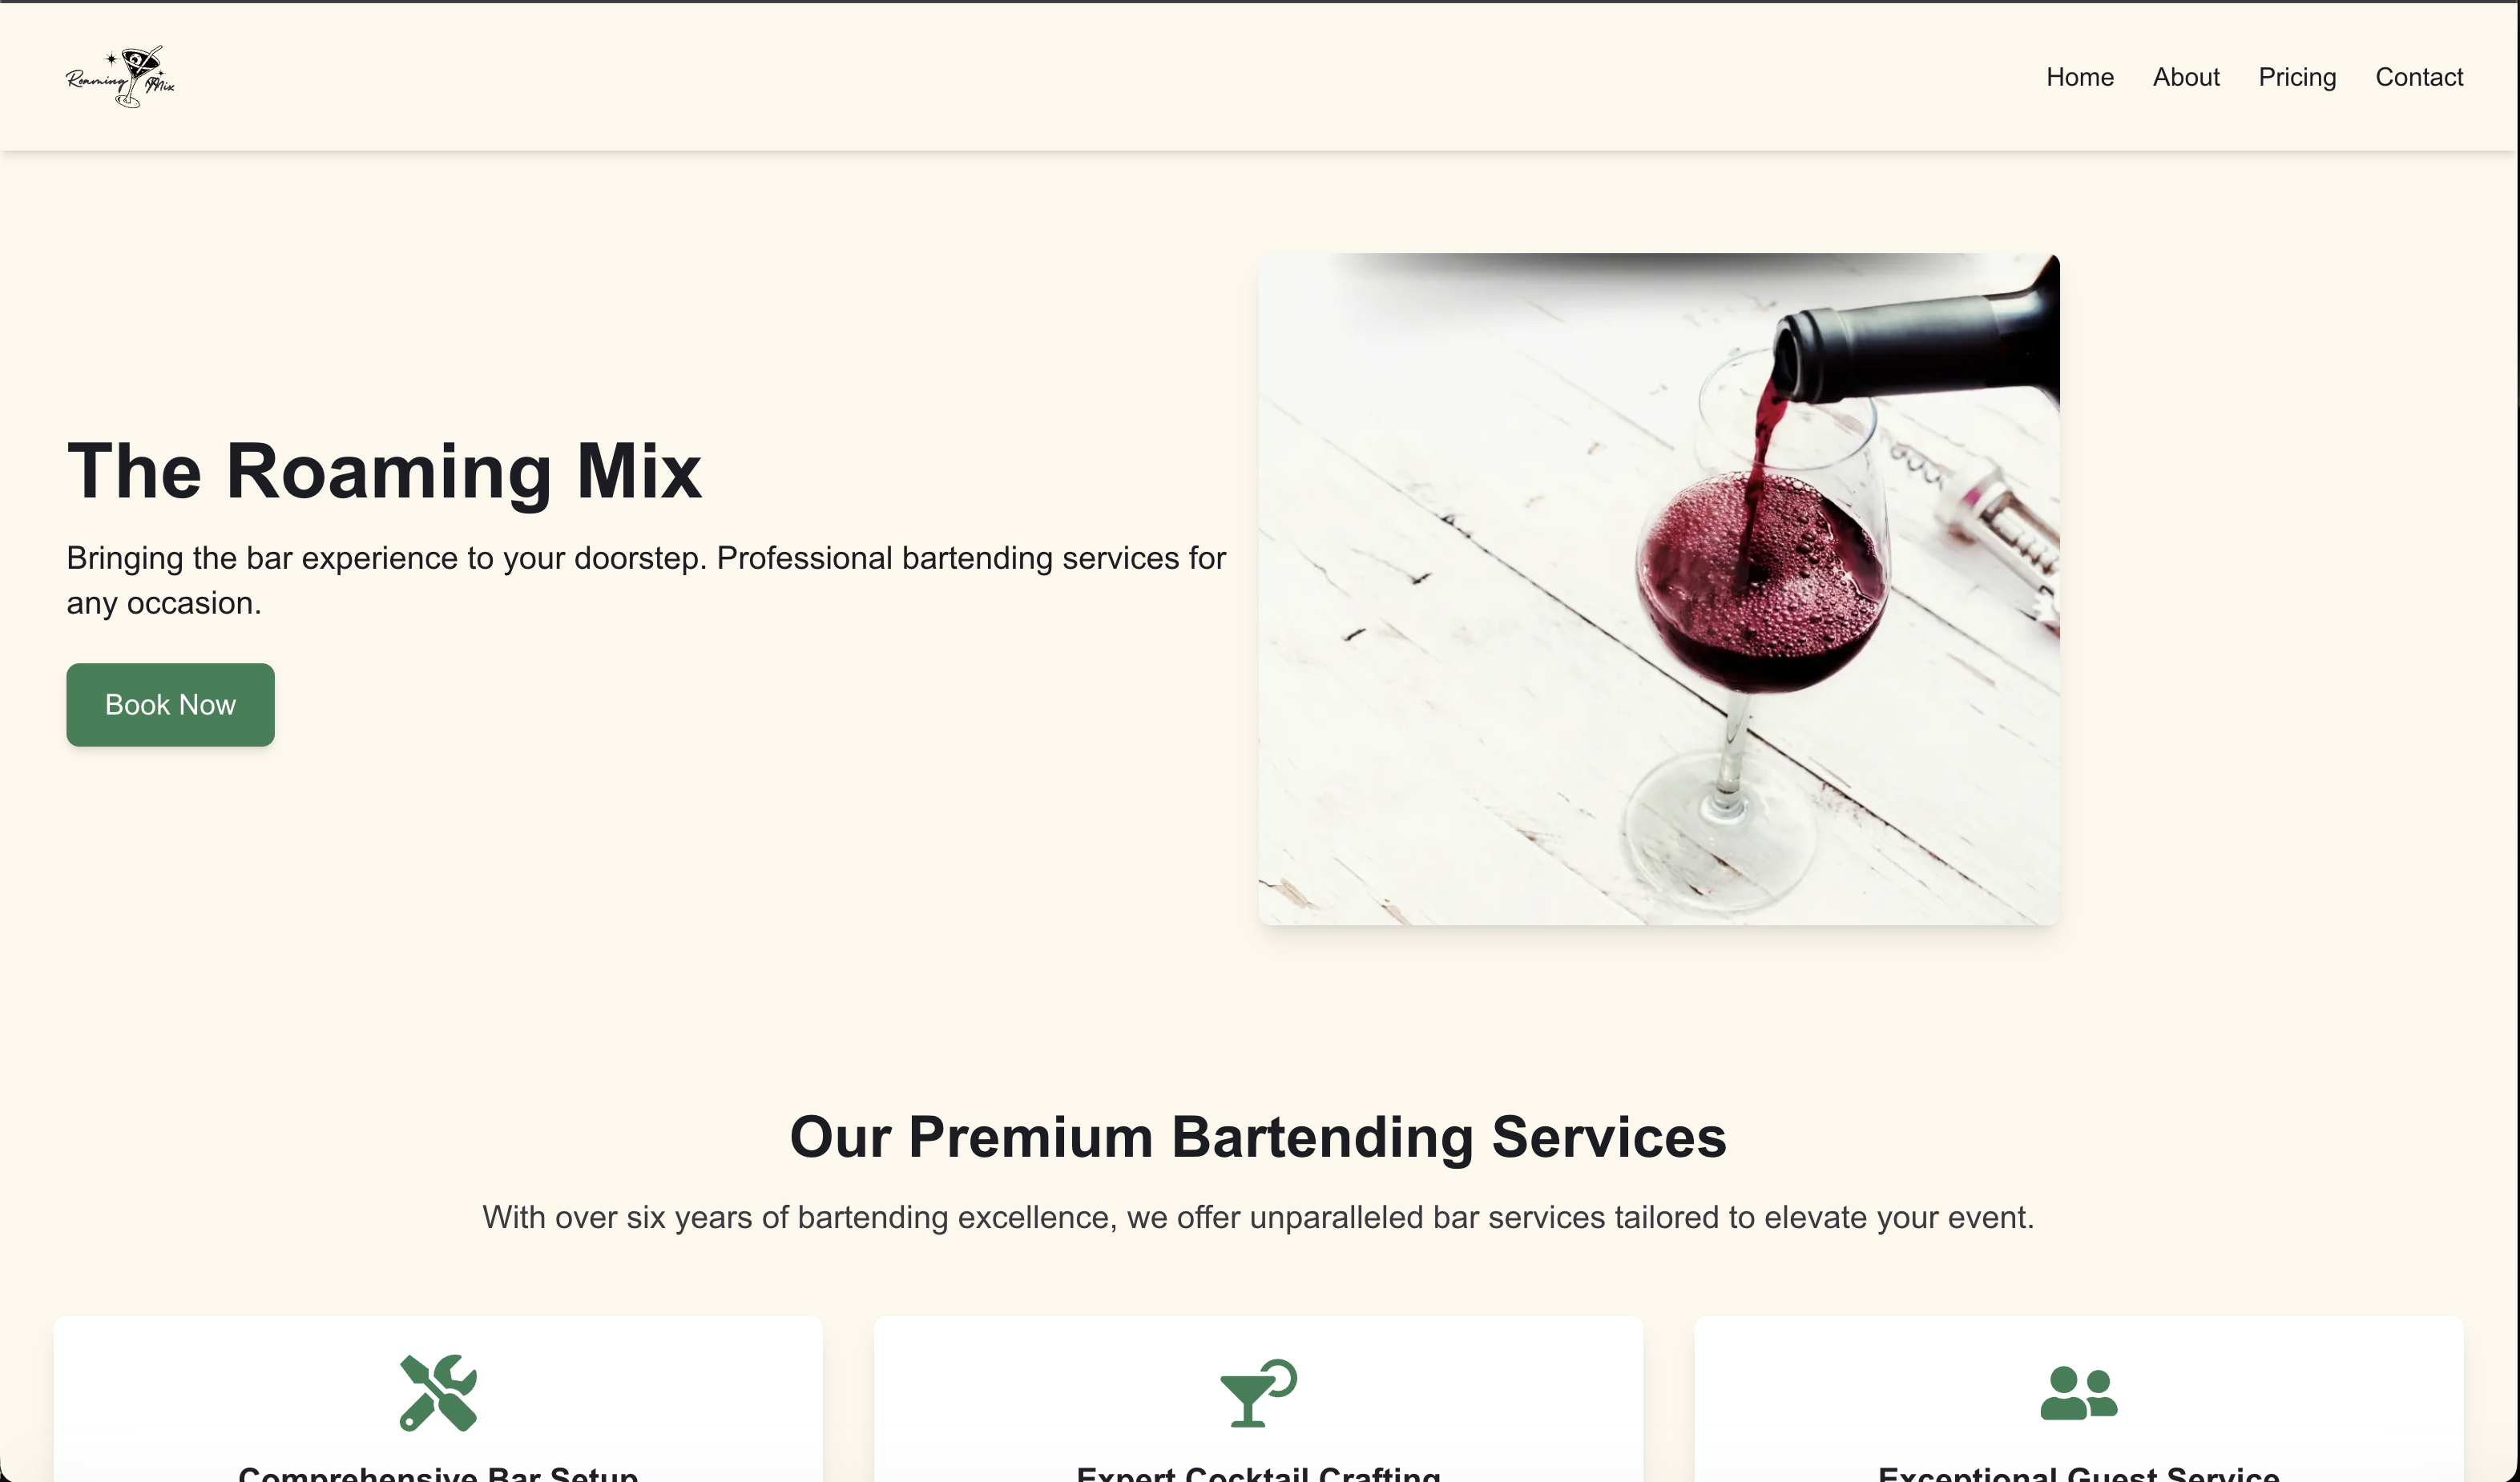 Roaming Mix
Home About Pricing Contact
The Roaming Mix
Bringing the bar experience to your doorstep. Professional bartending services for
any occasion.
Book Now
Our Premium Bartending Services
With over six years of bartending excellence, we offer unparalleled bar services tailored to elevate your event.
Comprehensive Bar Setup
Expert Cocktail Crafting
Exceptional Guest Service